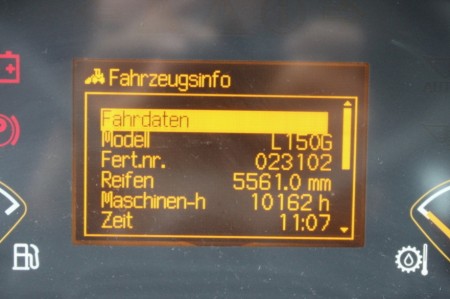 Fahrzeugsinfo
Fahrdaten
Modell L150G
Fert.nr. 023102
Reifen 5561.0 mm
Maschinen-h 10162 h
Zeit 11:07